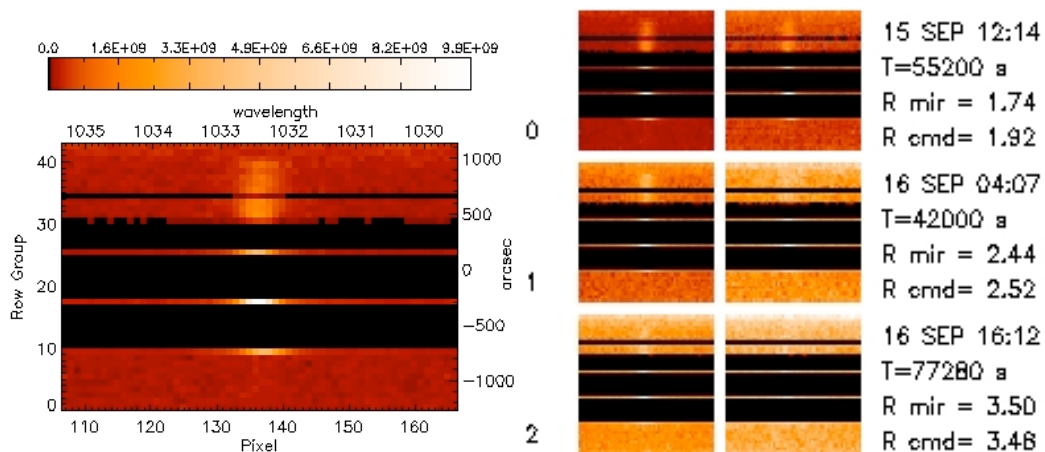 0.0 1.6E+09 3.3E+09 4.9E+09 6.6E+09 8.2E+09 9.9E+09
wavelength
1035 1034 1033 1032 1031 1030
40
30
20
10
0
Row Group
1000
500
0
-500
-1000
arcsec
110 120 130 140 150 160
Pixel
0
15 SEP 12:14
T=55200 s
R mir = 1.74
R cmd= 1.92
1
16 SEP 04:07
T=42000 s
R mir = 2.44
R cmd= 2.52
2
16 SEP 16:12
T=77280 s
R mir = 3.50
R cmd= 3.48